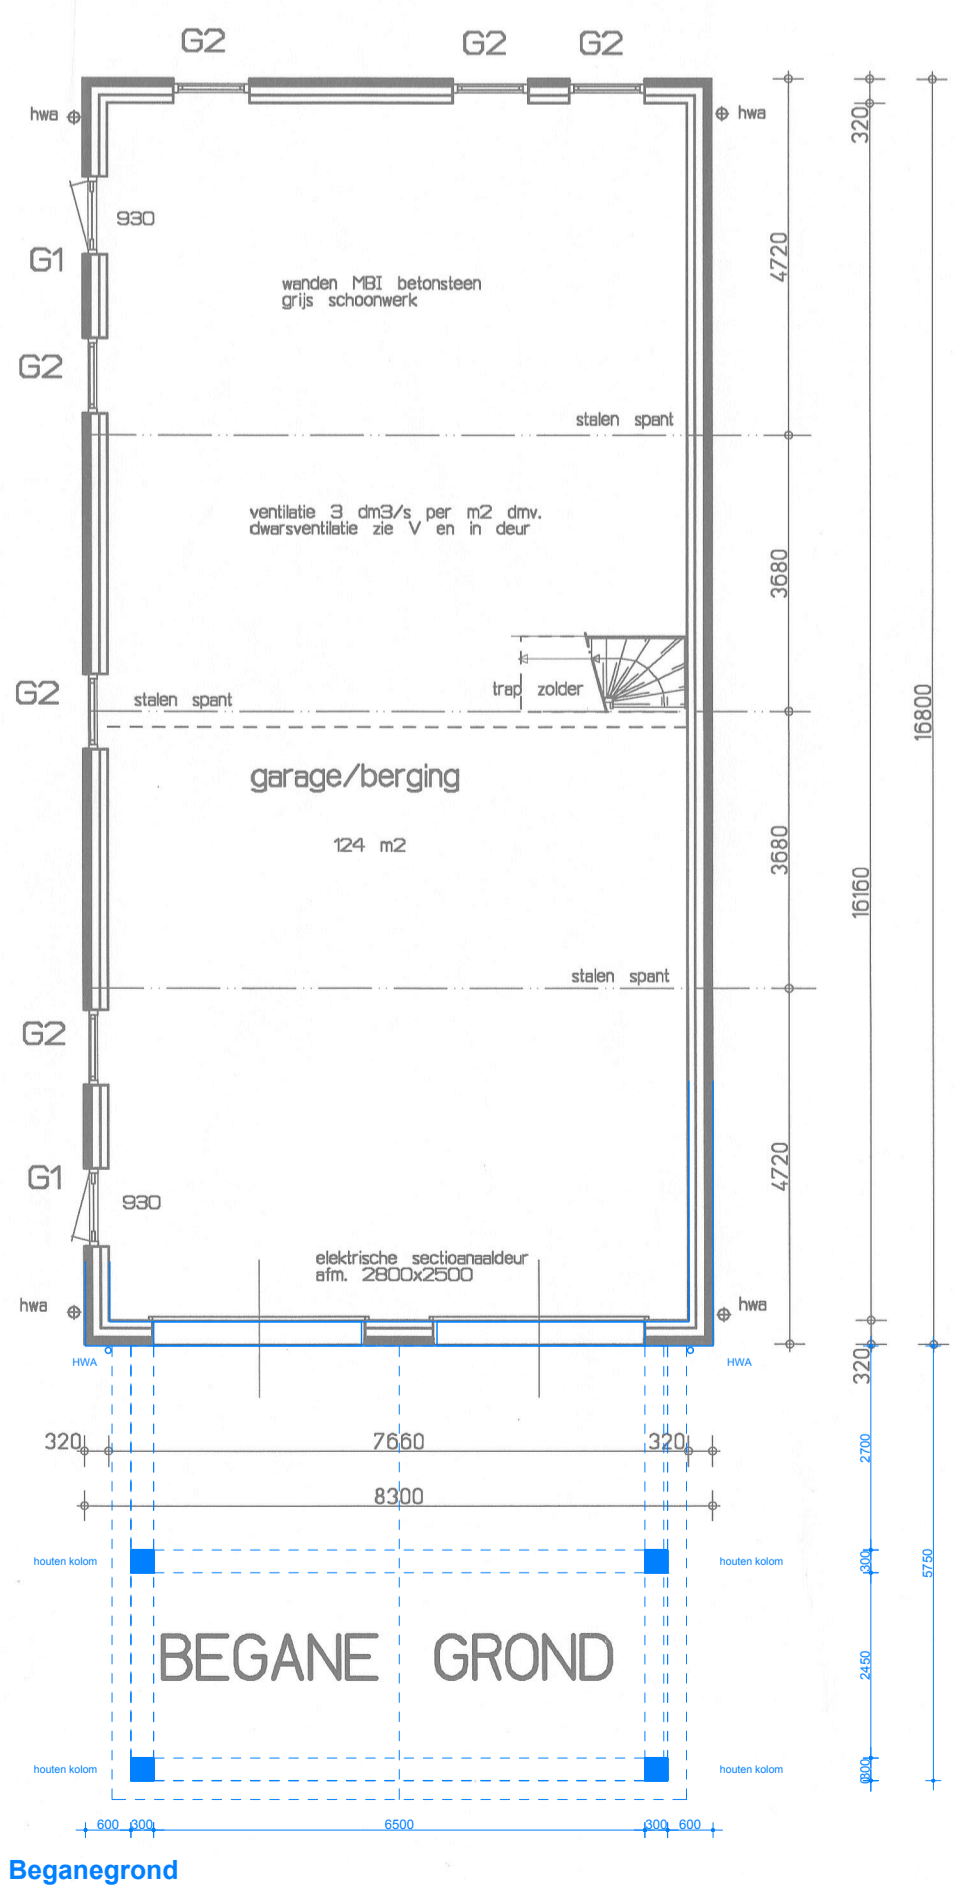 G2 G2 G2
hwa hwa
320
930
4720
G1
wanden MBI betonsteen
grijs schoonwerk
G2
stalen spant
ventilatie 3 dm3/s per m2 dmv.
dwarsventilatie zie V en in deur
3680
trap zolder
G2
stalen spant
16800
garage/berging
124 m2
3680
16160
stalen spant
G2
4720
G1
930
elektrische sectioanaaldeur
afm. 2800x2500
hwa hwa
HWA HWA
320
320 7660 320
2700
8300
houten kolom houten kolom
300
5750
BEGANE GROND
2450
houten kolom houten kolom
300
600 300 6500 300 600
Beganegrond